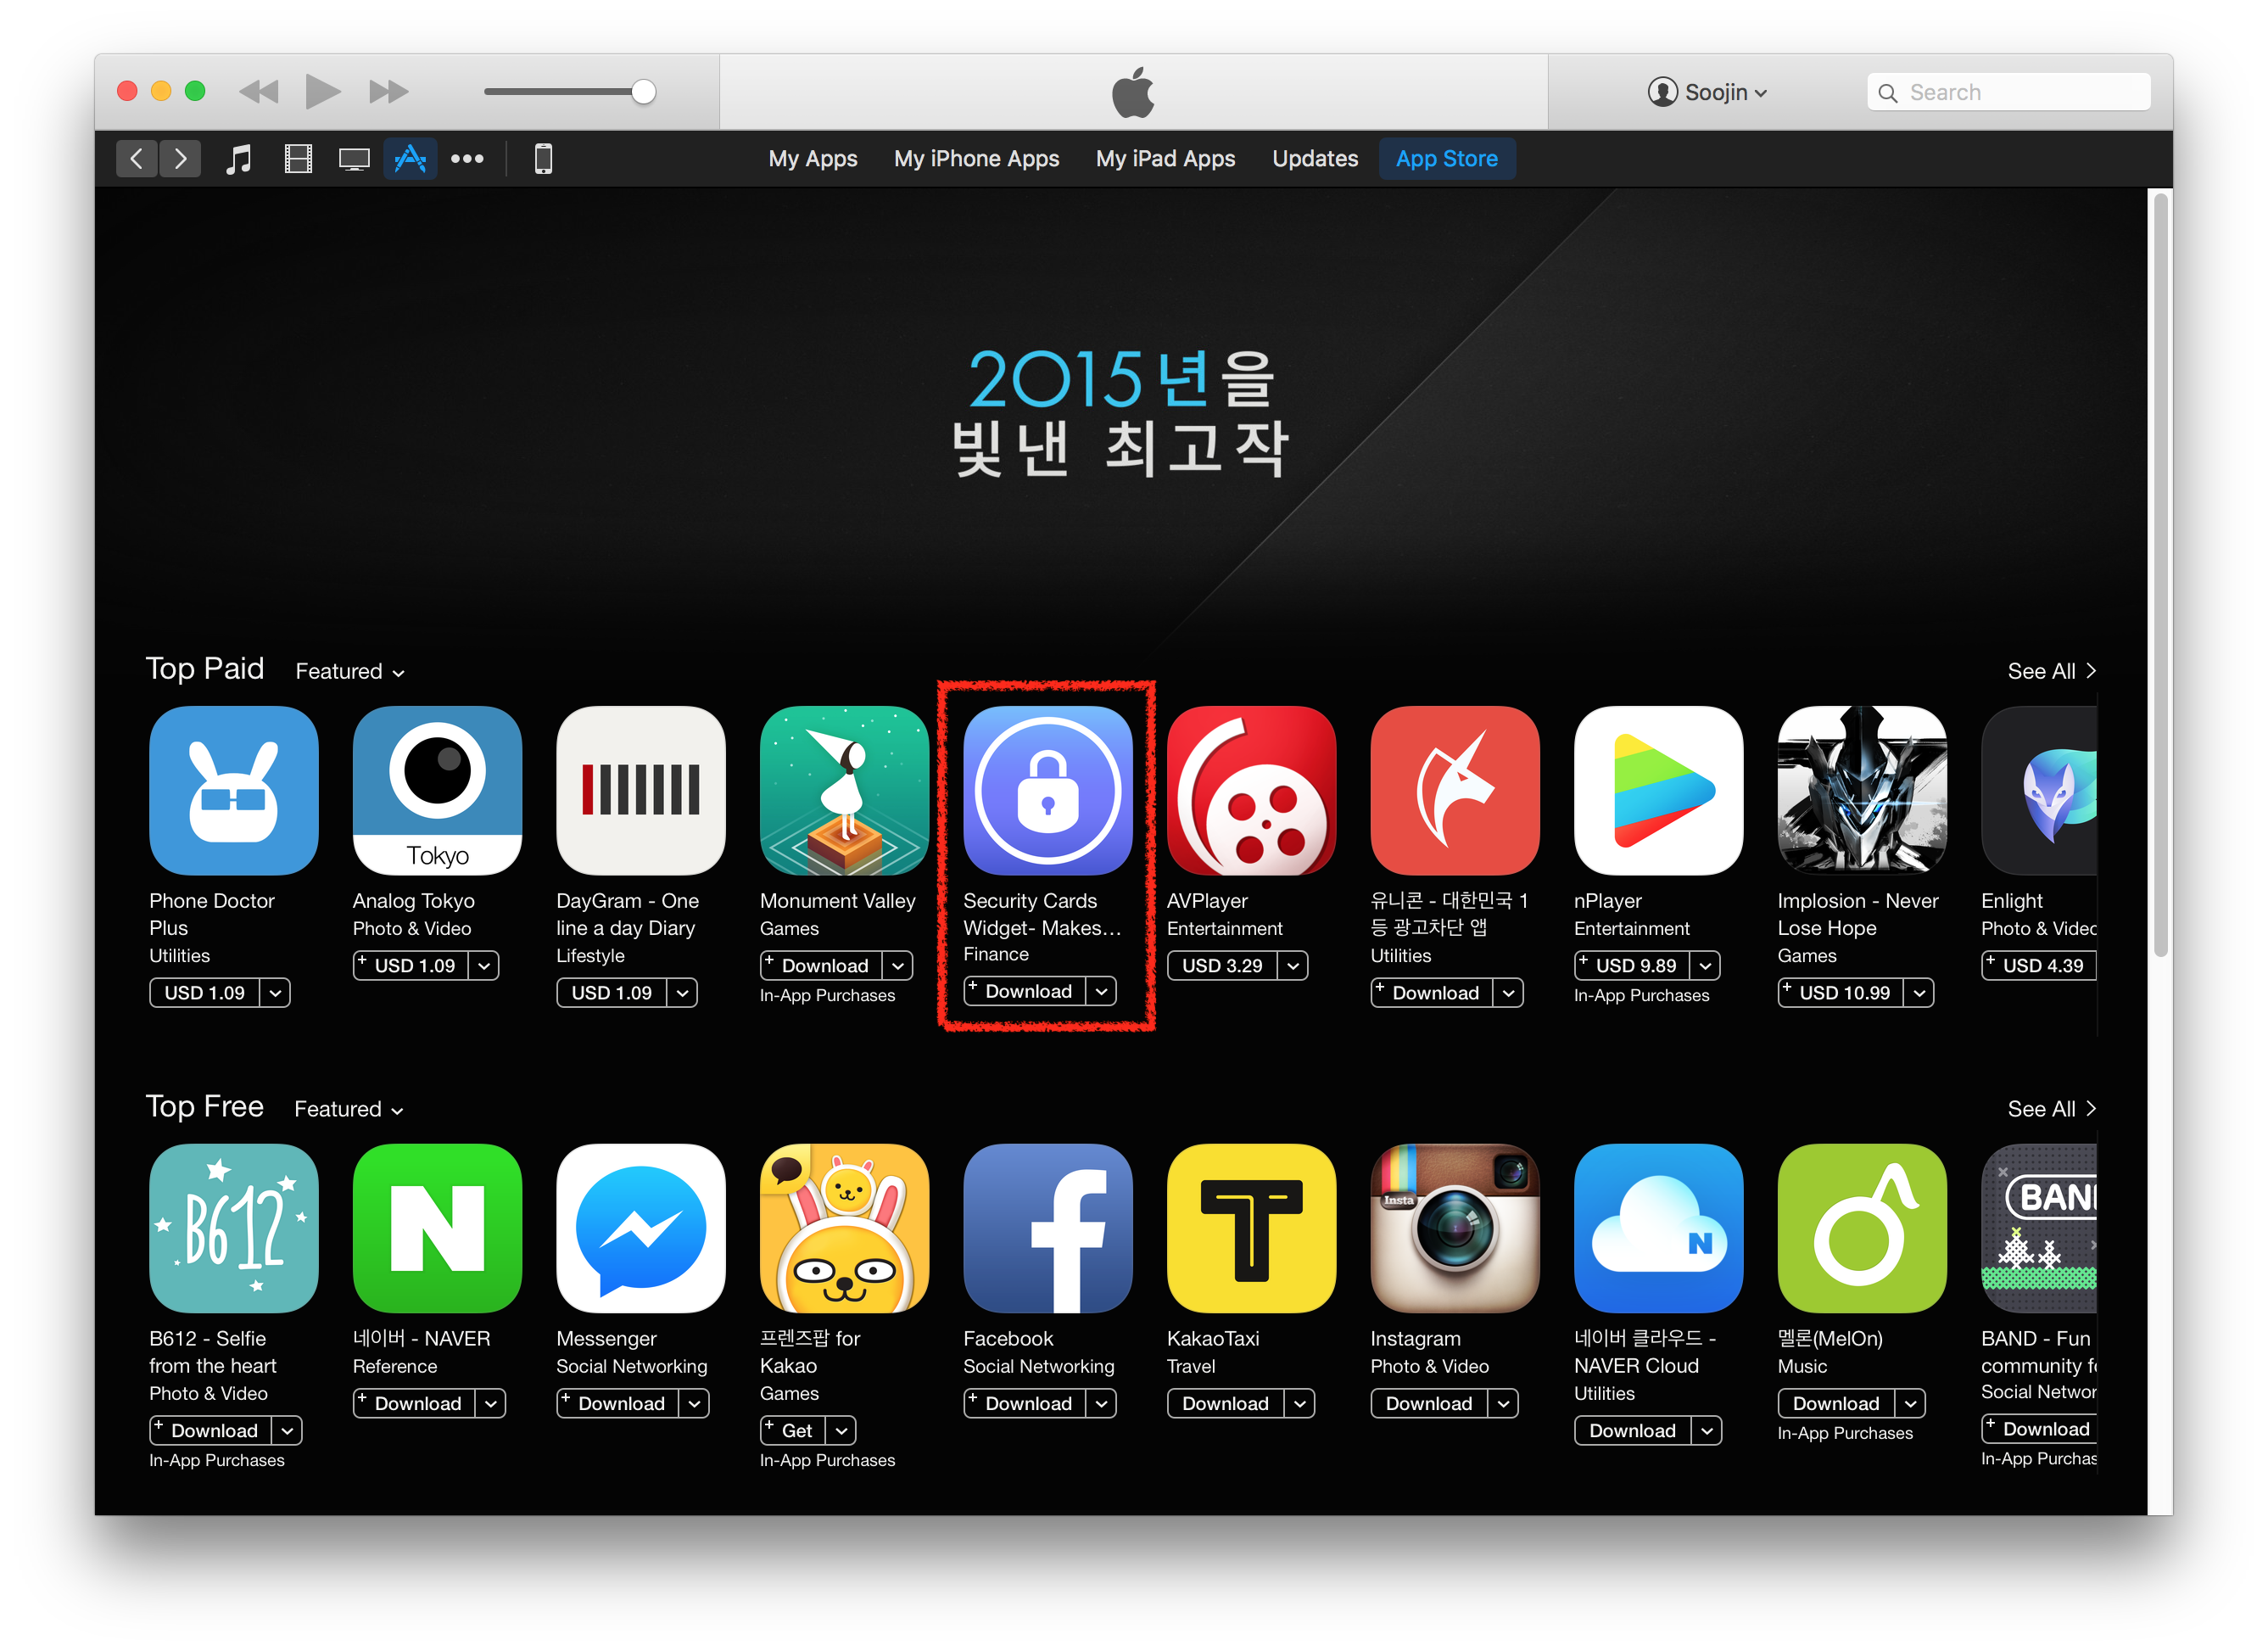 Soojin
Search
My Apps
My iPhone Apps
My iPad Apps
Updates
App Store
2015년을
빛낸 최고작
Top Paid
Featured
See All
Tokyo
Phone Doctor
Plus
Utilities
USD 1.09
Analog Tokyo
Photo & Video
+ USD 1.09
DayGram - One
line a day Diary
Lifestyle
USD 1.09
Monument Valley
Games
+ Download
In-App Purchases
Security Cards
Widget- Makes...
Finance
+ Download
AVPlayer
Entertainment
USD 3.29
유니콘 - 대한민국 1
등 광고차단 앱
Utilities
+ Download
nPlayer
Entertainment
+ USD 9.89
In-App Purchases
Implosion - Never
Lose Hope
Games
+ USD 10.99
Enlight
Photo & Video
+ USD 4.39
Top Free
Featured
See All
B612
N
f
T
Insta
N
BAND
B612 - Selfie
from the heart
Photo & Video
+ Download
In-App Purchases
네이버 - NAVER
Reference
+ Download
Messenger
Social Networking
+ Download
프렌즈팝 for
Kakao
Games
+ Get
In-App Purchases
Facebook
Social Networking
+ Download
KakaoTaxi
Travel
Download
Instagram
Photo & Video
Download
네이버 클라우드 -
NAVER Cloud
Utilities
Download
멜론(MelOn)
Music
Download
In-App Purchases
BAND - Fun
community f
Social Networ
+ Download
In-App Purchas